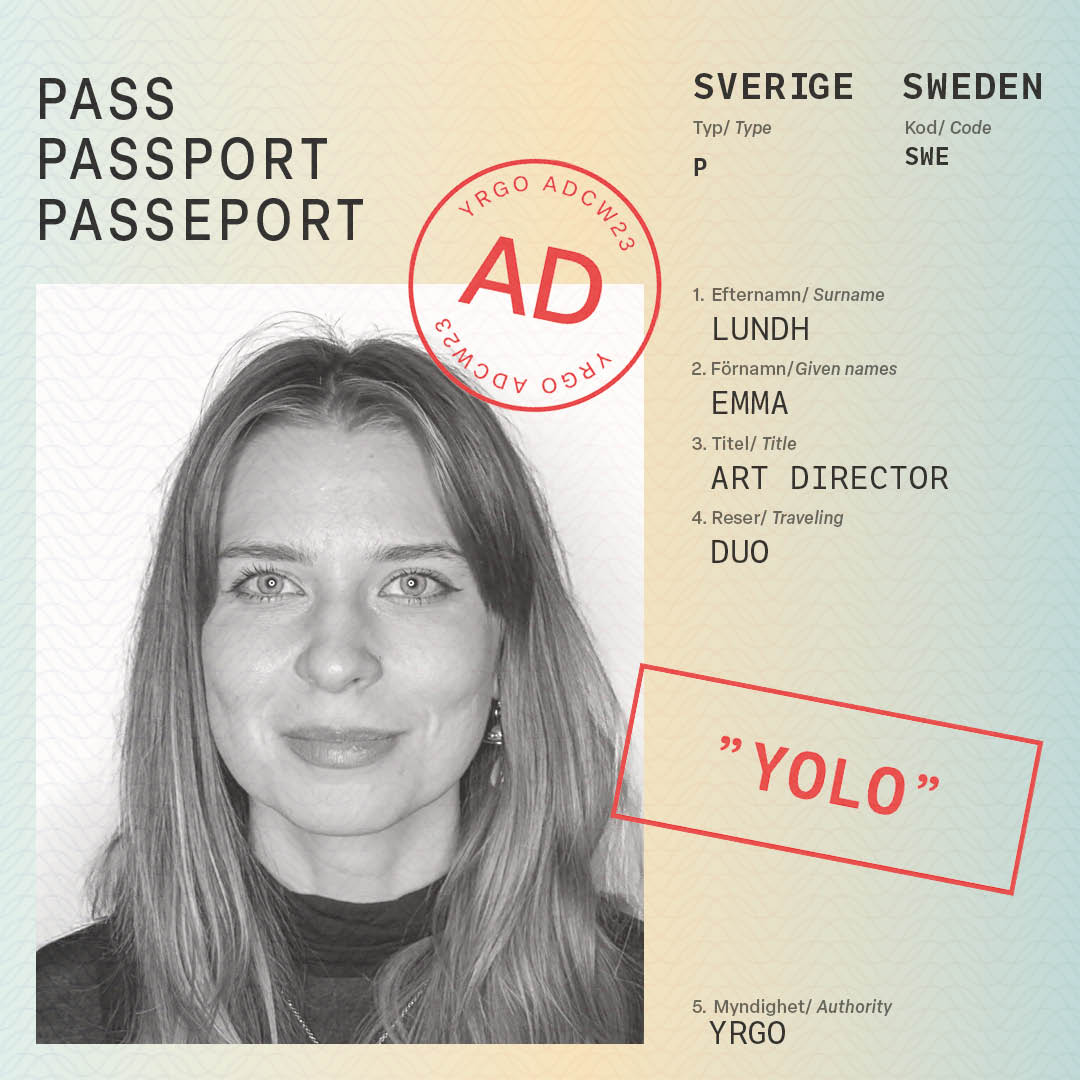 PASS
PASSPORT
PASSEPORT
SVERIGE SWEDEN
Typ/ Type Kod/ Code
P SWE
YRGO ADCW23
AD
YRGO ADCW23
1. Efternamn/ Surname
LUNDH
2. Förnamn/Given names
EMMA
3. Titel/ Title
ART DIRECTOR
4. Reser/ Traveling
DUO
”YOLO”
5. Myndighet/ Authority
YRGO